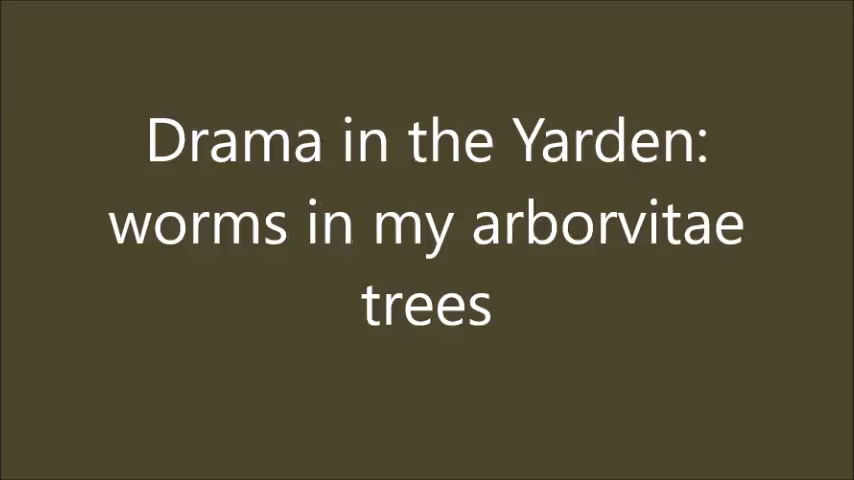 Drama in the Yarden:
worms in my arborvitae
trees